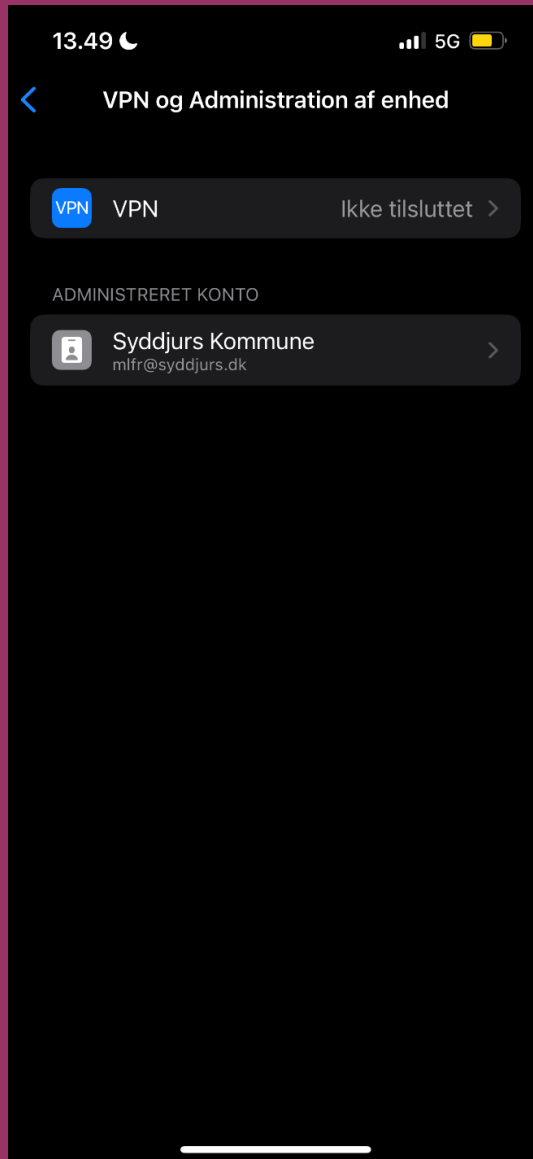 13.49
5G
VPN og Administration af enhed
VPN
VPN
Ikke tilsluttet
ADMINISTRERET KONTO
Syddjurs Kommune
mlfr@syddjurs.dk